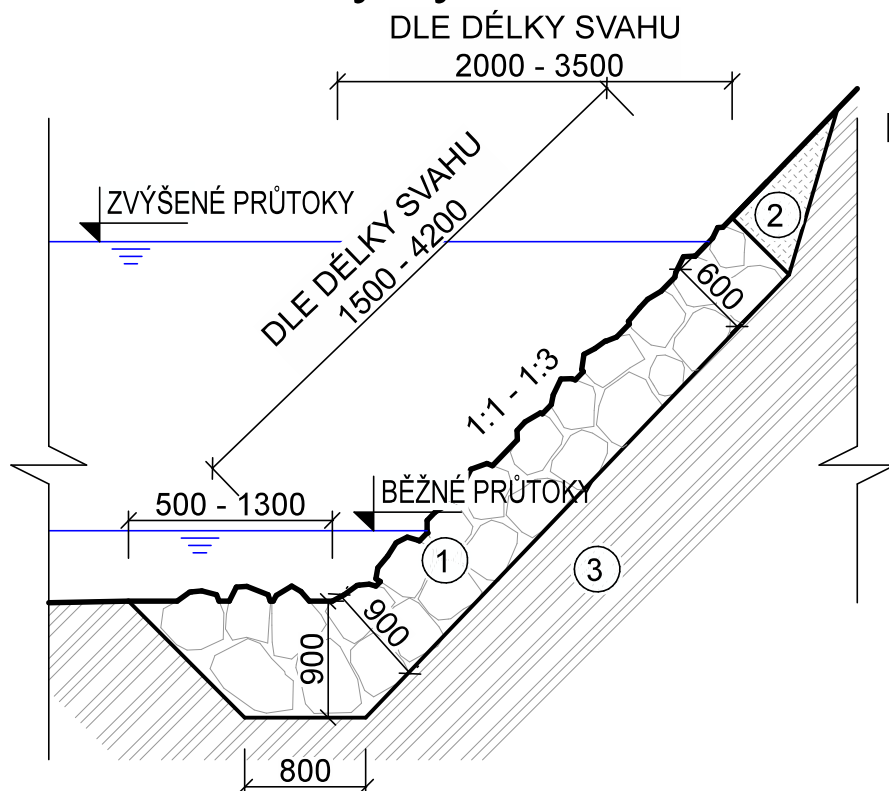 DLE DÉLKY SVAHU
2000 - 3500
ZVÝŠENÉ PRŮTOKY
DLE DÉLKY SVAHU
1500 - 4200
2
600
1:1 - 1:3
500 - 1300
BĚŽNÉ PRŮTOKY
1
3
900
900
800